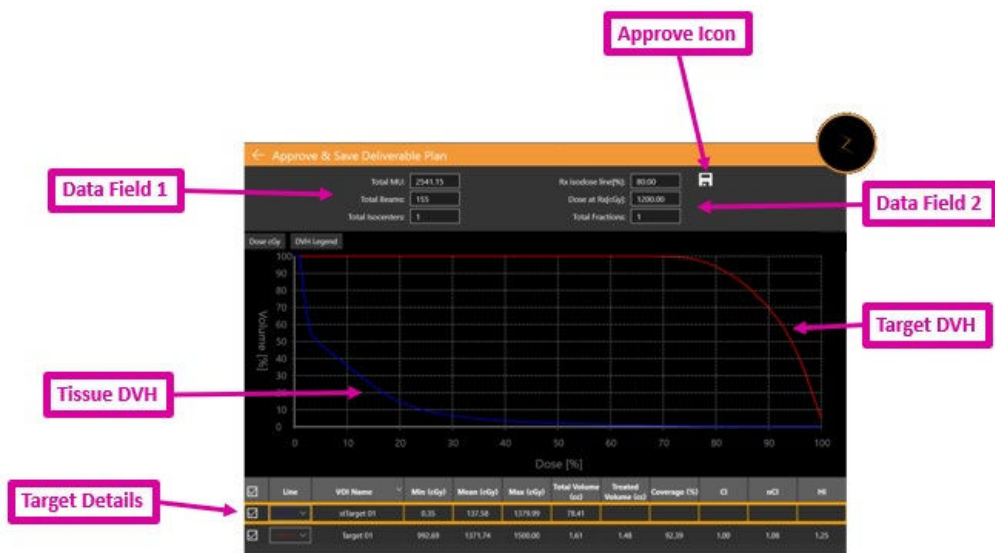 Approve Icon
Z
← Approve & Save Deliverable Plan
Data Field 1
Total MU: 2541.15
Rx Isodose line[%]: 80.00
Total Beams: 155
Dose at Rx[cGy]: 1200.00
Data Field 2
Total Isocenters: 1
Total Fractions: 1
Dose cGy
DVH Legend
100
90
80
70
60
50
40
30
20
10
0
Volume [%]
Target DVH
Tissue DVH
0 10 20 30 40 50 60 70 80 90 100
Dose [%]
Target Details
Line VOI Name Min (cGy) Mean (cGy) Max (cGy) Total Volume (cc) Treated Volume (cc) Coverage (%) CI nCI HI
0.35 137.58 1379.99 78.41
Target 01 992.69 1371.74 1500.00 1.61 1.48 92.39 1.00 1.08 1.25